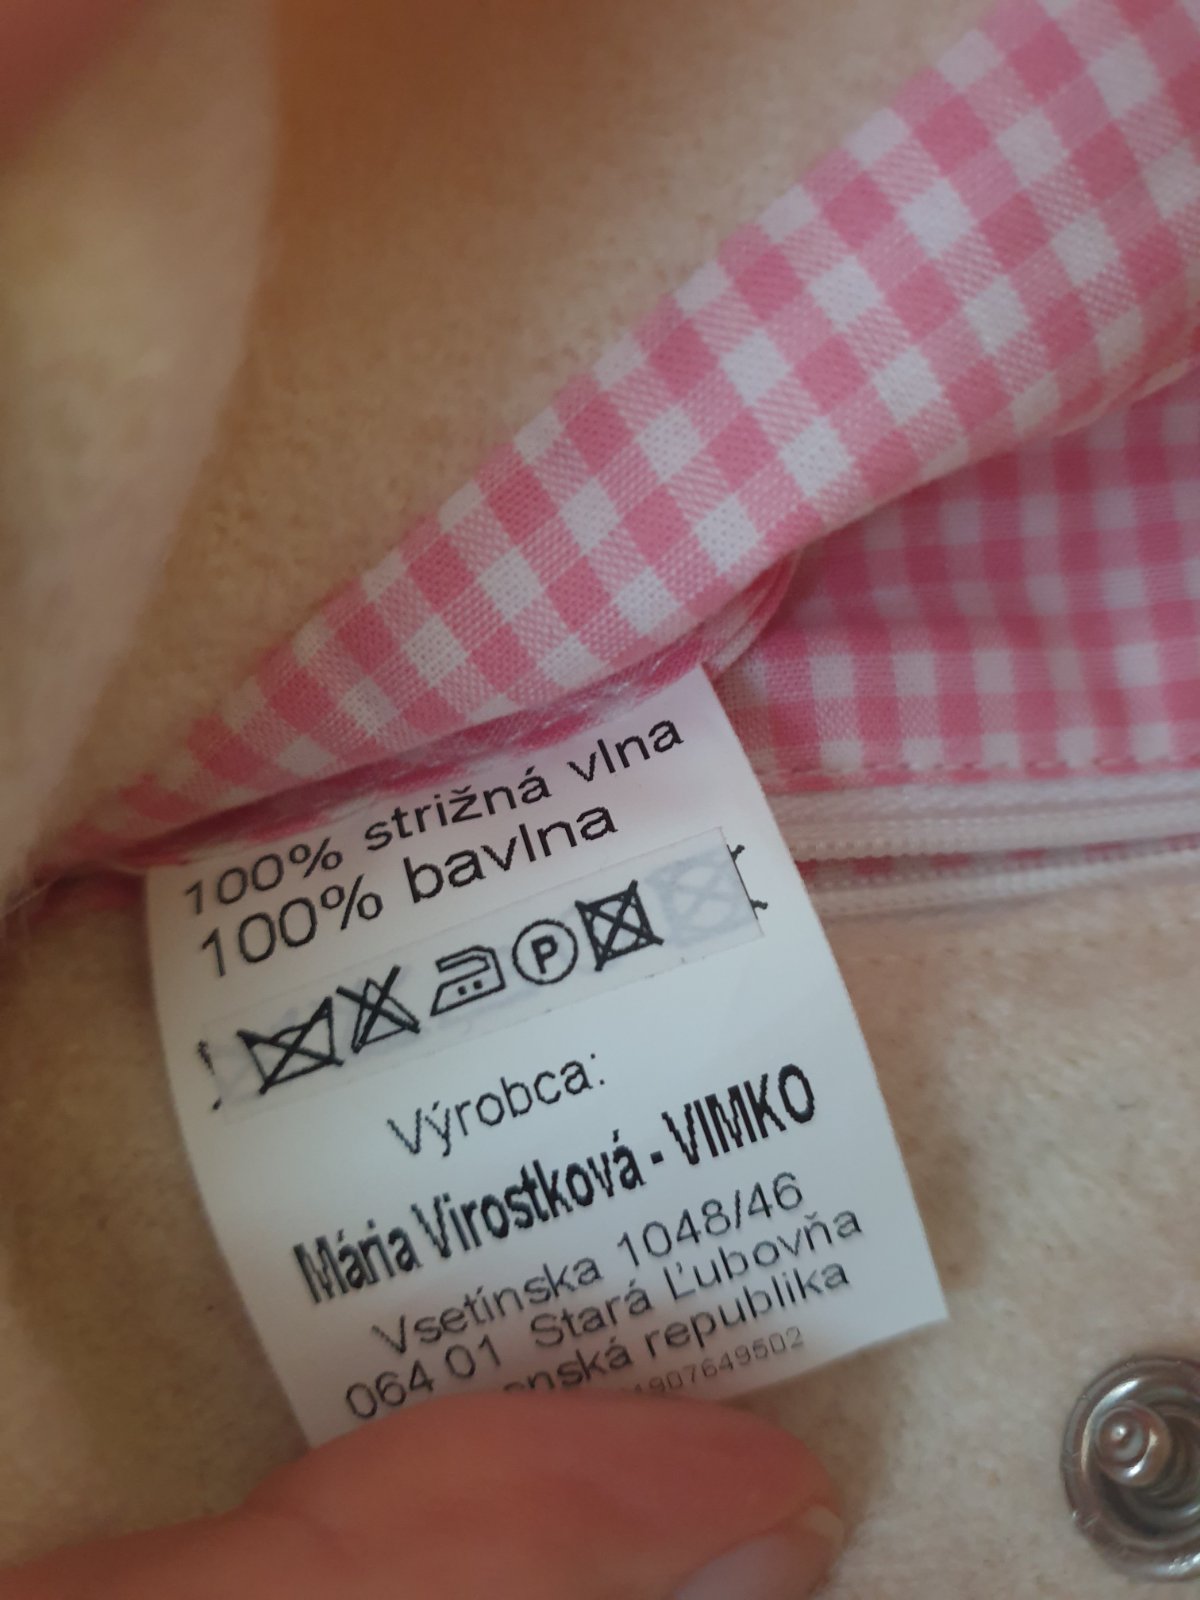 100% strižná vlna
100% bavlna
P
Výrobca:
Mária Virostková - VIMKO
Vsetínska 1048/46
064 01 Stará Ľubovňa
republika